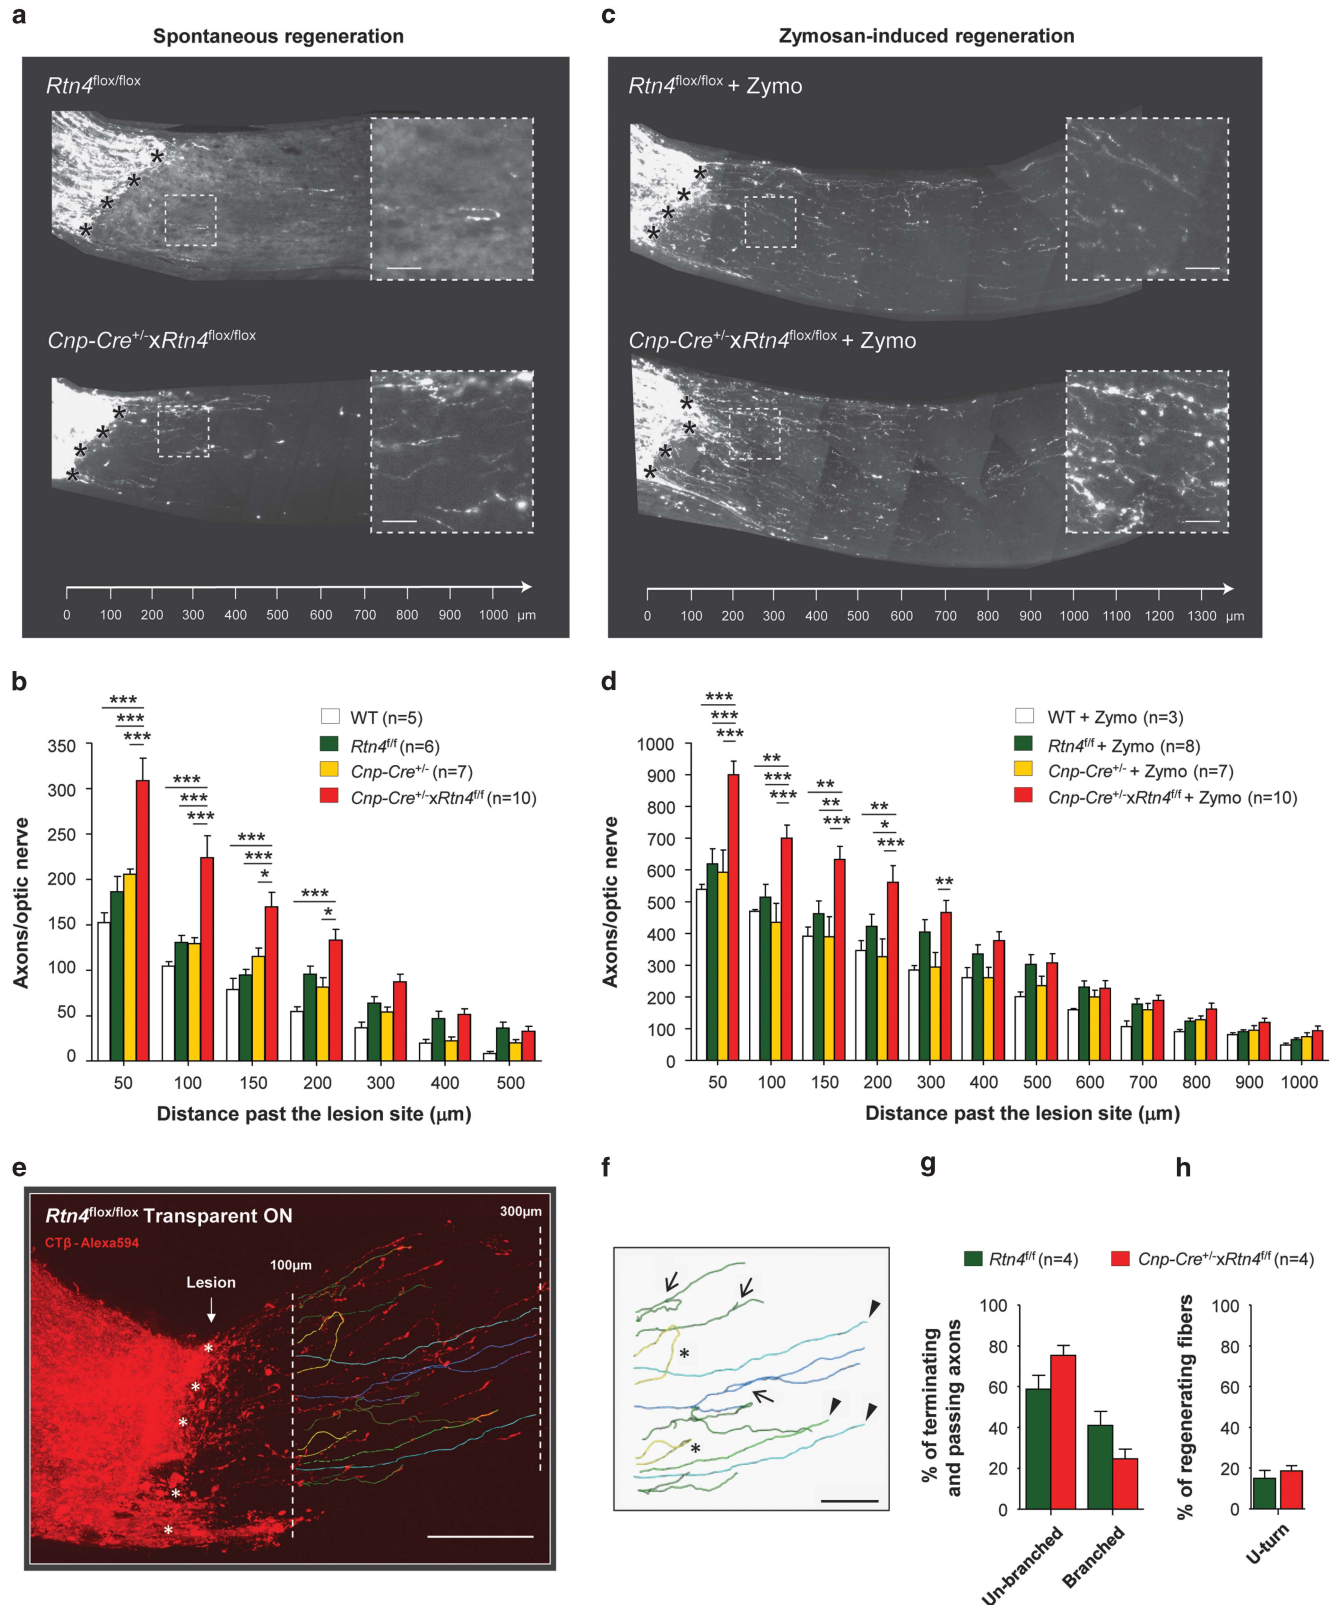 a
Spontaneous regeneration
Rtn4flox/flox
*
*
*
*
Cnp-Cre+/-xRtn4flox/flox
*
*
*
*
0 100 200 300 400 500 600 700 800 900 1000 µm
c
Zymosan-induced regeneration
Rtn4flox/flox + Zymo
*
*
*
*
Cnp-Cre+/-xRtn4flox/flox + Zymo
*
*
*
*
0 100 200 300 400 500 600 700 800 900 1000 1100 1200 1300 µm
b
WT (n=5)
Rtn4f/f (n=6)
Cnp-Cre+/- (n=7)
Cnp-Cre+/-xRtn4f/f (n=10)
Axons/optic nerve
350
300
250
200
150
100
50
0
***
***
***
***
***
***
***
***
*
***
*
50 100 150 200 300 400 500
Distance past the lesion site (µm)
d
WT + Zymo (n=3)
Rtn4f/f + Zymo (n=8)
Cnp-Cre+/- + Zymo (n=7)
Cnp-Cre+/-xRtn4f/f + Zymo (n=10)
Axons/optic nerve
1000
900
800
700
600
500
400
300
200
100
0
***
***
***
**
***
***
**
**
***
**
*
***
**
50 100 150 200 300 400 500 600 700 800 900 1000
Distance past the lesion site (µm)
e
Rtn4flox/flox Transparent ON
CTβ - Alexa594
Lesion
100µm
300µm
*
*
*
*
*
f
*
*
g
Rtn4f/f (n=4)
Cnp-Cre+/-xRtn4f/f (n=4)
% of terminating
and passing axons
100
80
60
40
20
0
Un-branched
Branched
h
% of regenerating fibers
100
80
60
40
20
0
U-turn